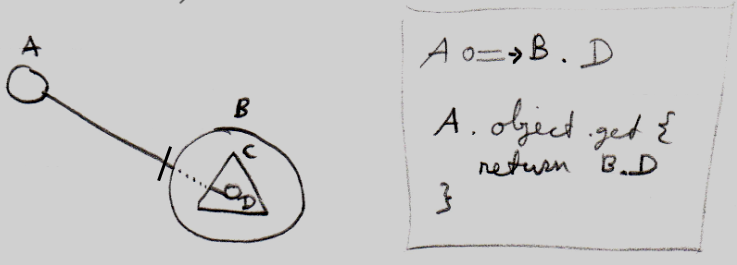 A
B
C
D
A o=→ B . D
A . object . get {
return B.D
}